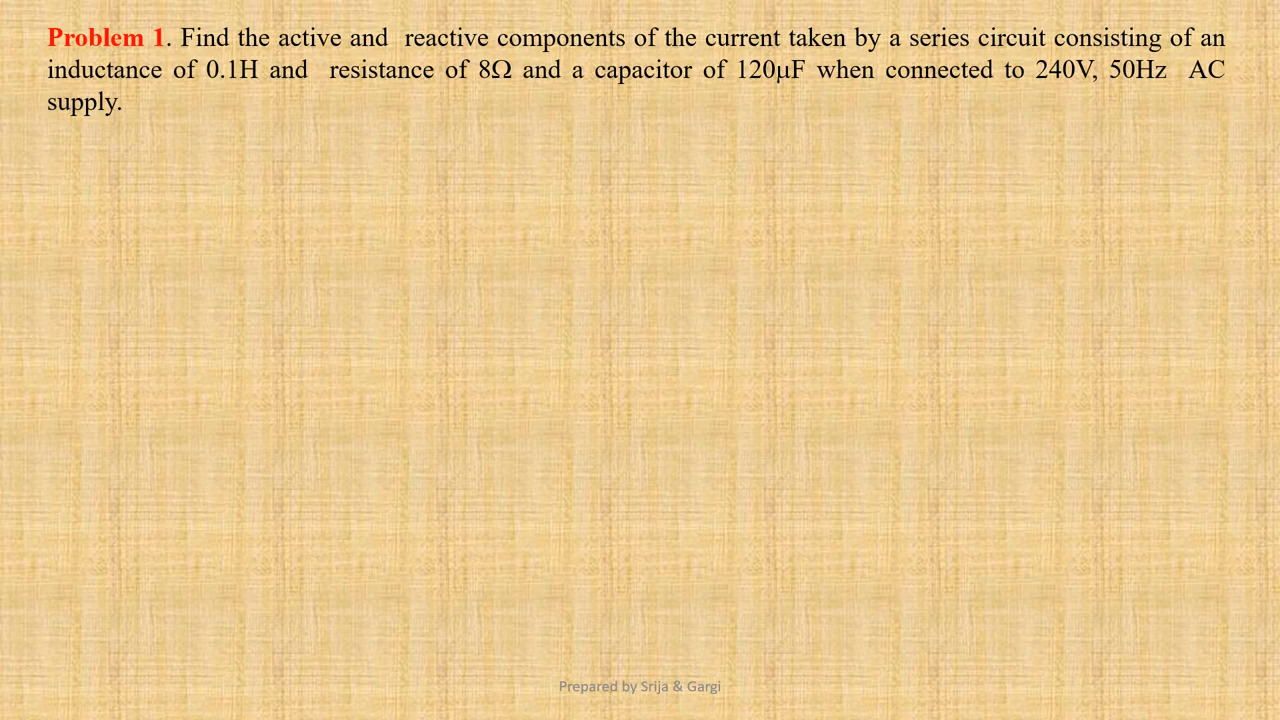 Problem 1. Find the active and  reactive components of the current taken by a series circuit consisting of an
inductance of 0.1H and  resistance of 8Ω and a capacitor of 120μF when connected to 240V, 50Hz  AC
supply.
Prepared by Srija & Gargi